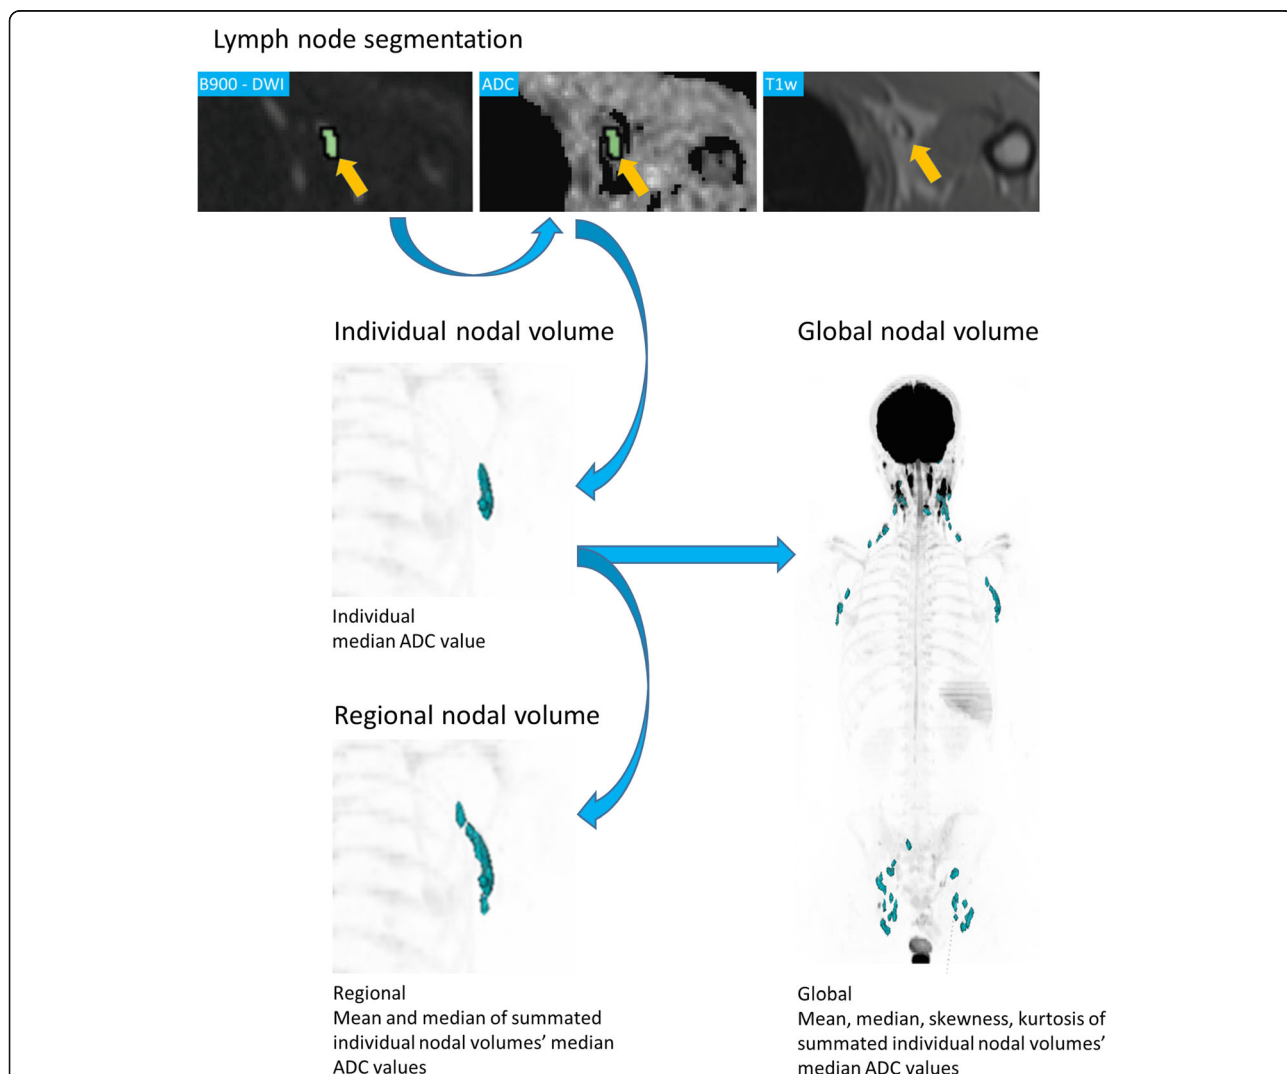 Lymph node segmentation
B900 - DWI
ADC
T1w
Individual nodal volume
Global nodal volume
Individual
median ADC value
Regional nodal volume
Regional
Mean and median of summated
individual nodal volumes’ median
ADC values
Global
Mean, median, skewness, kurtosis of
summated individual nodal volumes’
median ADC values